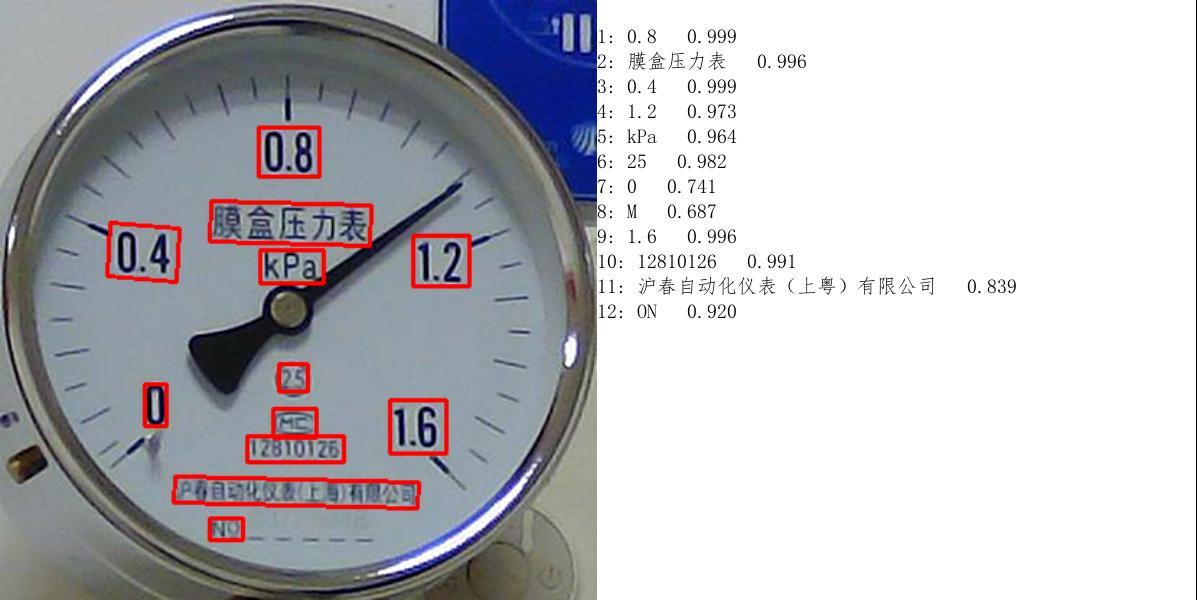 0.8
膜盒压力表
0.4
kPa
1.2
2.5
0
MC
1.6
12810126
沪春自动化仪表(上海)有限公司
NO
1: 0.8 0.999
2: 膜盒压力表 0.996
3: 0.4 0.999
4: 1.2 0.973
5: kPa 0.964
6: 25 0.982
7: 0 0.741
8: M 0.687
9: 1.6 0.996
10: 12810126 0.991
11: 沪春自动化仪表（上粤）有限公司 0.839
12: ON 0.920